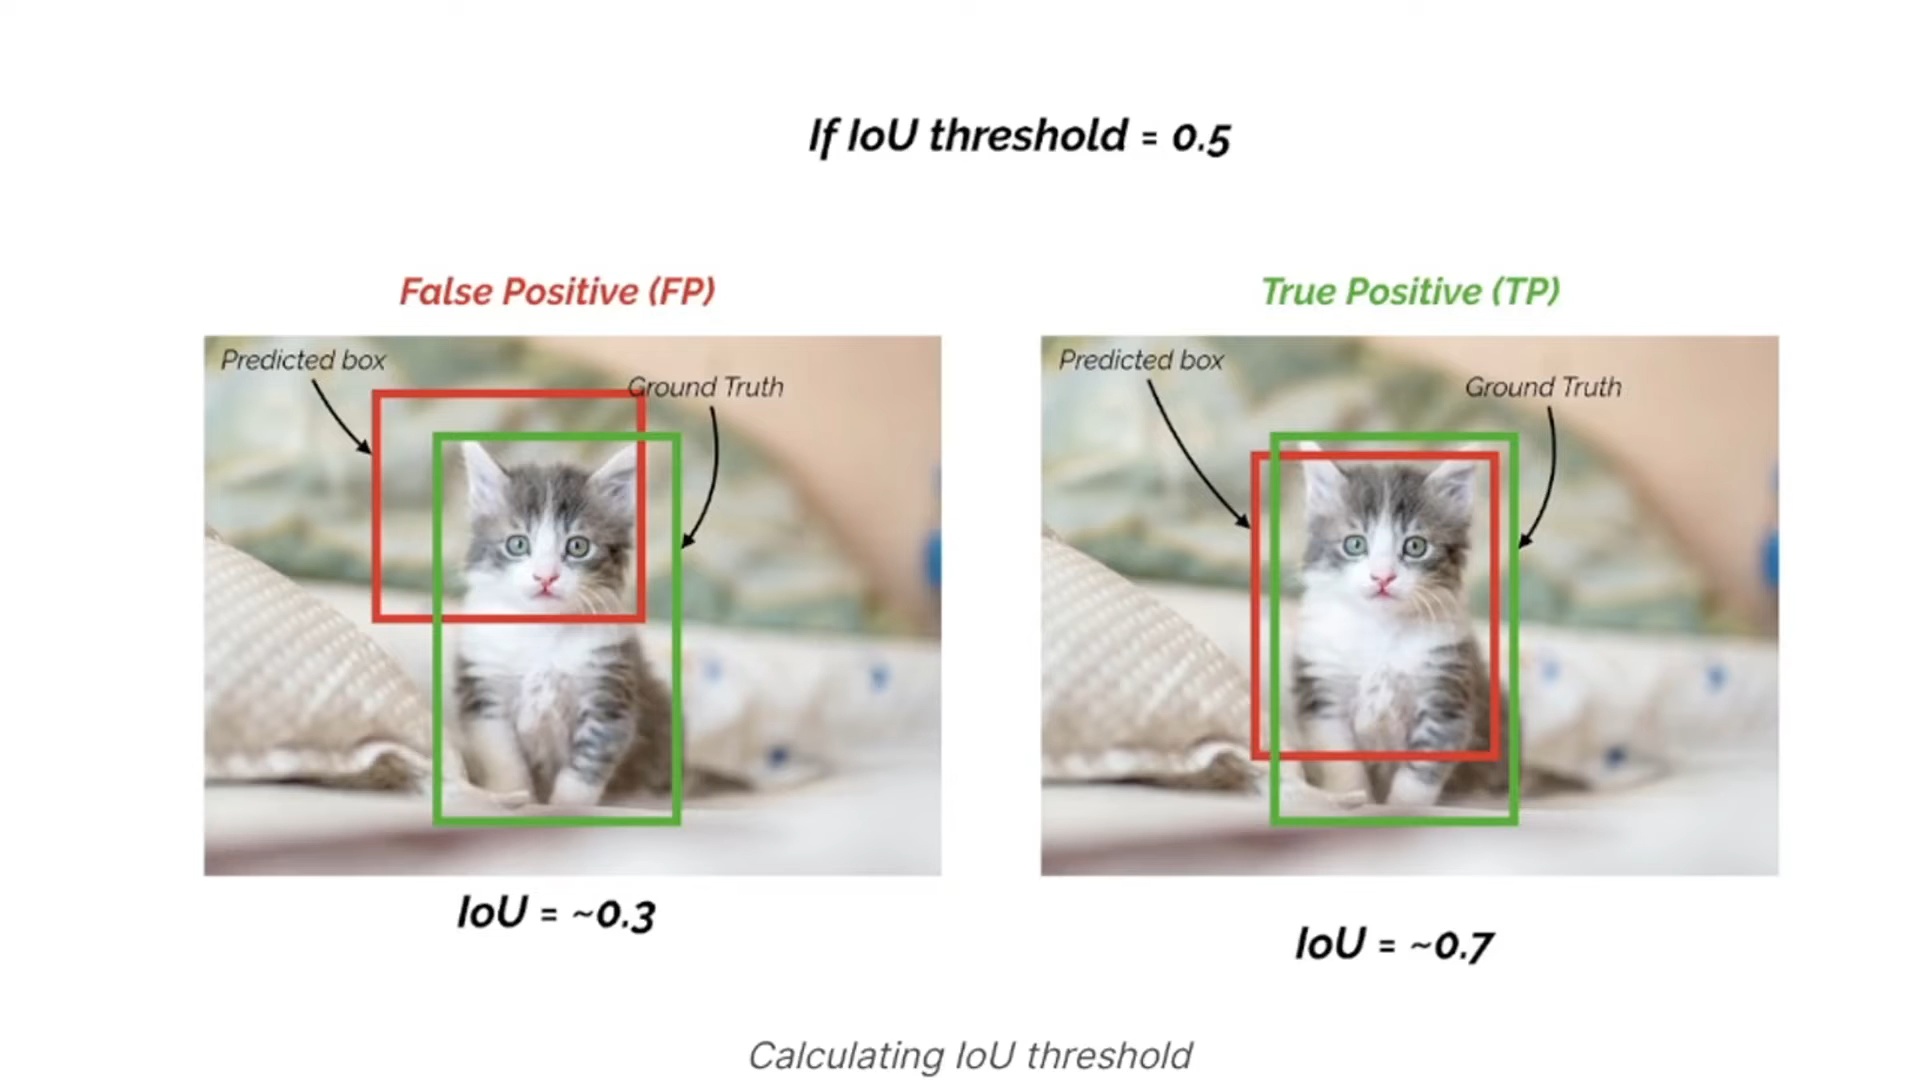 If IoU threshold = 0.5
False Positive (FP)
True Positive (TP)
Predicted box
Ground Truth
Predicted box
Ground Truth
IoU = ~0.3
IoU = ~0.7
Calculating IoU threshold